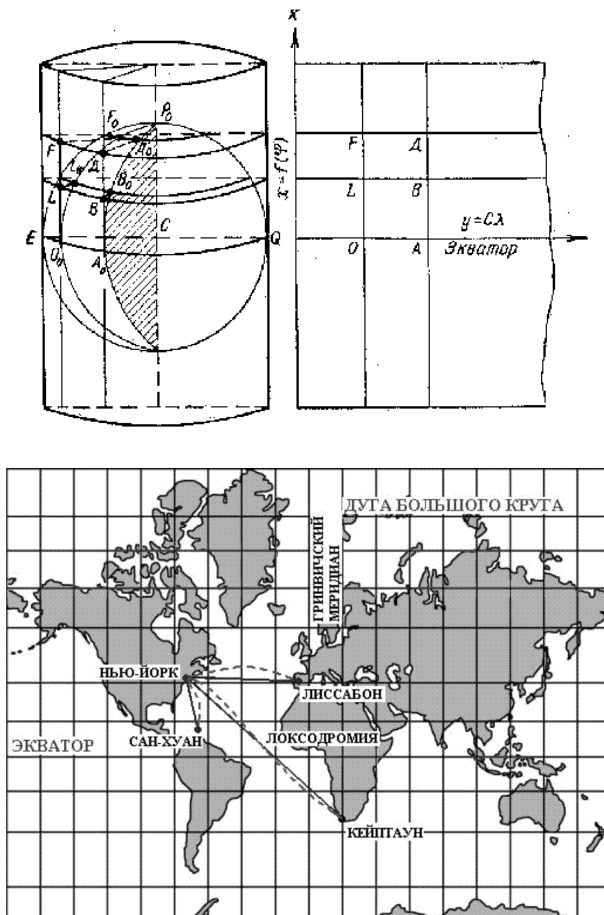 X
P₀
F₀
F
Д₀
Д
L₀
B₀
L
B
C
E
Q
O₀
A₀
x=f(φ)
F
Д
L
B
O
A
y=Cλ
Экватор
ДУГА БОЛЬШОГО КРУГА
ГРИНВИЧСКИЙ
МЕРИДИАН
НЬЮ-ЙОРК
ЛИССАБОН
САН-ХУАН
ЛОКСОДРОМИЯ
ЭКВАТОР
КЕЙПТАУН